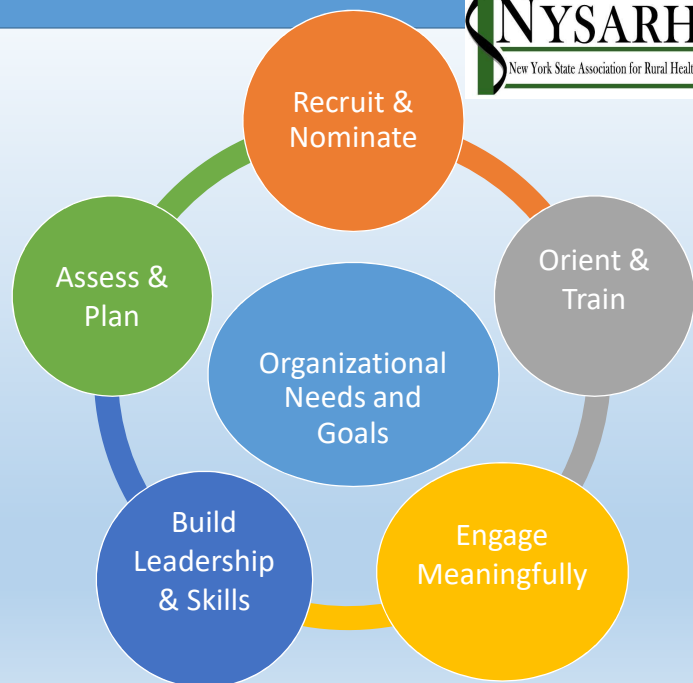 NYSARH
New York State Association for Rural Healt
Recruit &
Nominate
Orient &
Train
Assess &
Plan
Organizational
Needs and
Goals
Engage
Meaningfully
Build
Leadership
& Skills